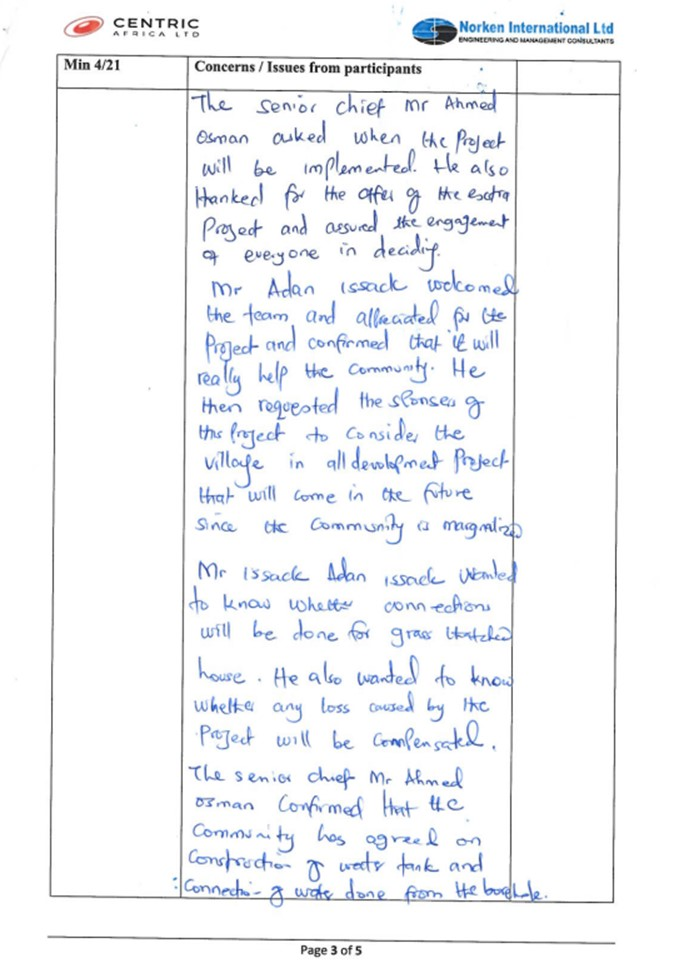 CENTRIC
AFRICA LTD
Norken International Ltd
ENGINEERING AND MANAGEMENT CONSULTANTS
Min 4/21
Concerns / Issues from participants
The senior chief Mr Ahmed
Osman asked when the Project
will be implemented. He also
thanked for the offer of the esctra
Project and assured the engagement
of everyone in deciding.
Mr Adan issack welcomed
the team and appreciated for the
Project and confirmed that it will
really help the community. He
then requested the sponsers of
this Project to consider the
village in all development Project
that will come in the future
since the community is marginalized
Mr issack Adan issack wanted
to know whether connections
will be done for grass thatched
house. He also wanted to know
whether any loss caused by the
Project will be compensated.
The senior chief Mr Ahmed
osman confirmed that the
community has agreed on
construction of water tank and
connection of water done from the borehole.
Page 3 of 5